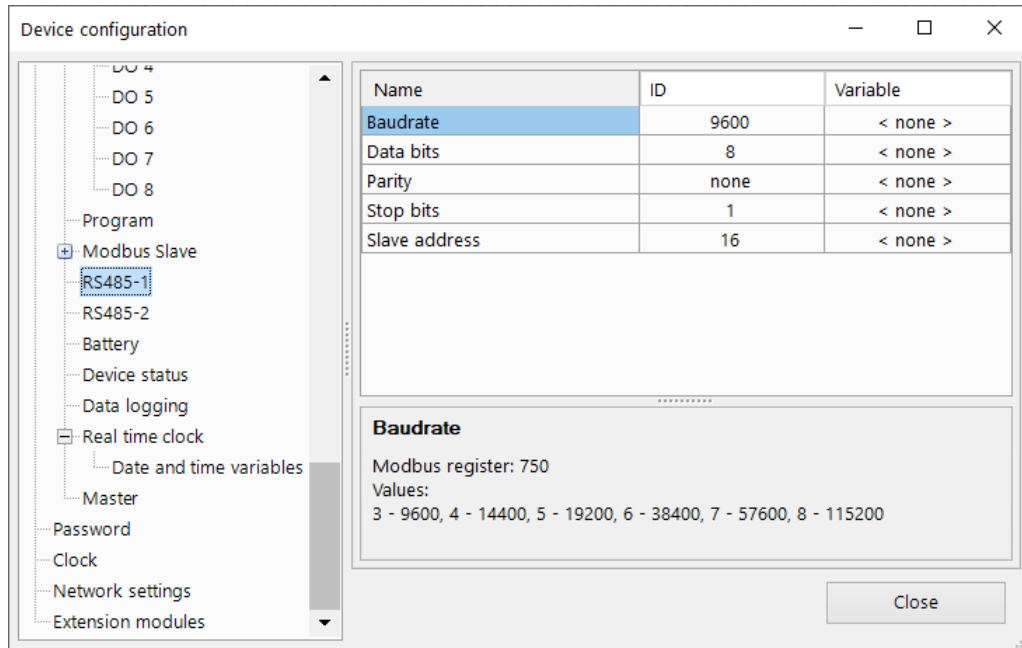 Device configuration
DO 4
DO 5
DO 6
DO 7
DO 8
Program
Modbus Slave
RS485-1
RS485-2
Battery
Device status
Data logging
Real time clock
Date and time variables
Master
Password
Clock
Network settings
Extension modules
Name ID Variable
Baudrate 9600 < none >
Data bits 8 < none >
Parity none < none >
Stop bits 1 < none >
Slave address 16 < none >
Baudrate
Modbus register: 750
Values:
3 - 9600, 4 - 14400, 5 - 19200, 6 - 38400, 7 - 57600, 8 - 115200
Close